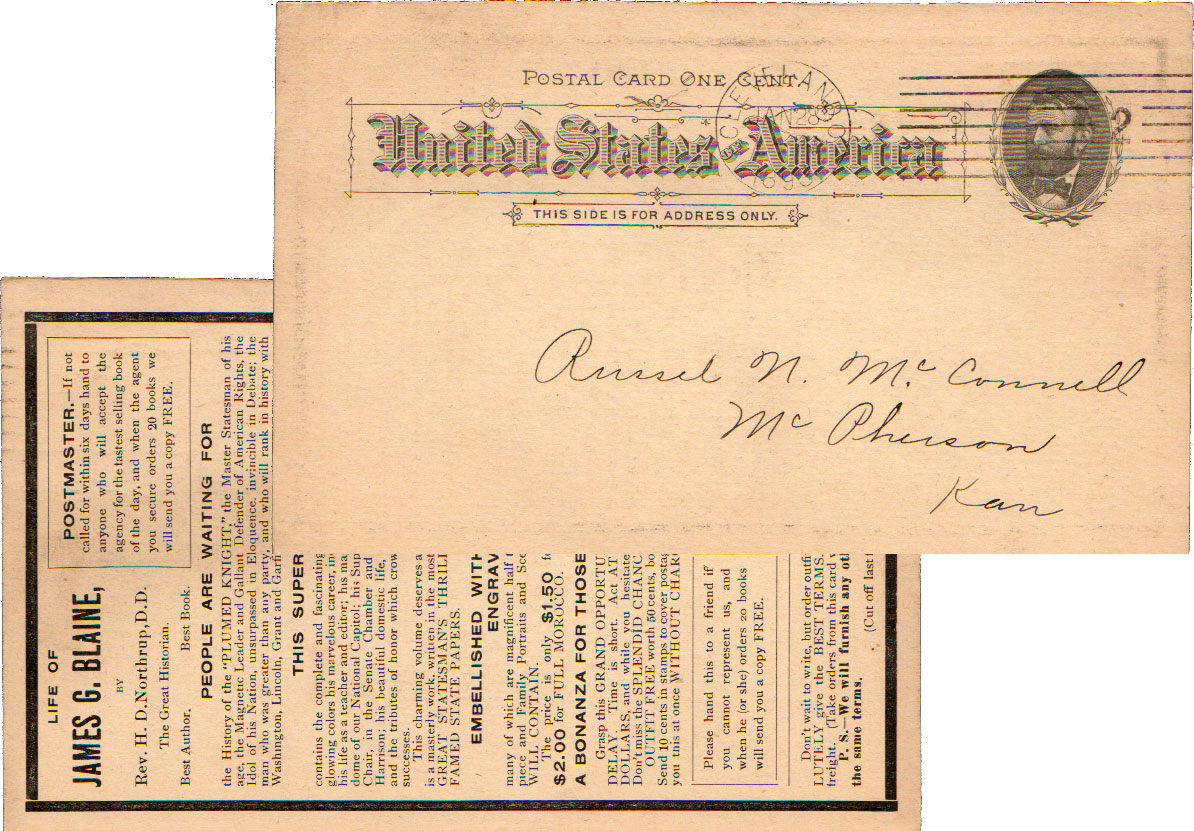 POSTAL CARD ONE CENT.
United States of America
CLEVELAND O
JAN 28
2
THIS SIDE IS FOR ADDRESS ONLY.
Russel N. McConnell
McPherson
Kan
LIFE OF
JAMES G. BLAINE,
BY
Rev. H. D. Northrup, D.D.
The Great Historian.
Best Author. Best Book.
POSTMASTER.—If not
called for within six days hand to
anyone who will accept the
agency for the fastest selling book
of the day, and when the agent
you secure orders 20 books we
will send you a copy FREE.
PEOPLE ARE WAITING FOR
the History of the "PLUMED KNIGHT," the Master Statesman of his
age, the Magnetic Leader and Gallant Defender of American Rights, the
Idol of his Nation, unsurpassed in Eloquence, invincible in Debate; the
man who was greater than any party, and who will rank in history with
Washington, Lincoln, Grant and Garfi
THIS SUPER
contains the complete and fascinating
glowing colors his marvelous career, in
his life as a teacher and editor; his ma
dome of our National Capitol; his Sup
Chair, in the Senate Chamber and
Harrison; his beautiful domestic life,
and the tributes of honor which crow
successes.
This charming volume deserves a
is a masterly work, written in the most
GREAT STATESMAN'S THRILI
FAMED STATE PAPERS.
EMBELLISHED WITH
ENGRAV
many of which are magnificent half t
piece and Family Portraits and Sce
WILL CONTAIN.
The price is only $1.50 fo
$2.00 for FULL MOROCCO.
A BONANZA FOR THOSE
Grasp this GRAND OPPORTU
DELAY. Time is short. Act AT
DOLLARS, and while you hesitate
Don't miss the SPLENDID CHANC
OUTFIT FREE worth 50 cents, bo
Send 10 cents in stamps to cover postag
you this at once WITHOUT CHARG
Please hand this to a friend if
you cannot represent us, and
when he (or she) orders 20 books
will send you a copy FREE.
Don't wait to write, but order outfi
LUTELY give the BEST TERMS.
freight. (Take orders from this card
P. S.—We will furnish any oth
the same terms.
(Cut off last